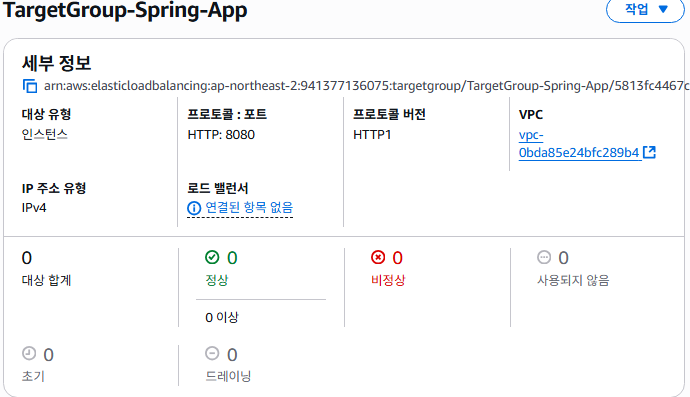 TargetGroup-Spring-App
작업
세부 정보
arn:aws:elasticloadbalancing:ap-northeast-2:941377136075:targetgroup/TargetGroup-Spring-App/5813fc4467c
대상 유형
인스턴스
프로토콜 : 포트
HTTP: 8080
프로토콜 버전
HTTP1
VPC
vpc-
0bda85e24bfc289b4
IP 주소 유형
IPv4
로드 밸런서
연결된 항목 없음
0
대상 합계
0
정상
0 이상
0
비정상
0
사용되지 않음
0
초기
0
드레이닝